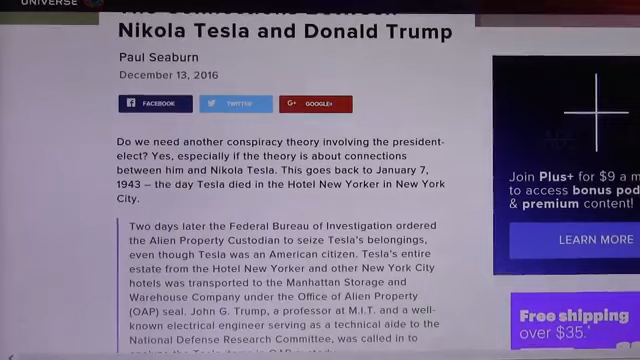 UNIVERSE
Nikola Tesla and Donald Trump
Paul Seaburn
December 13, 2016
FACEBOOK
TWITTER
GOOGLE+
Do we need another conspiracy theory involving the president-
elect? Yes, especially if the theory is about connections
between him and Nikola Tesla. This goes back to January 7,
1943 – the day Tesla died in the Hotel New Yorker in New York
City.
Two days later the Federal Bureau of Investigation ordered
the Alien Property Custodian to seize Tesla's belongings,
even though Tesla was an American citizen. Tesla's entire
estate from the Hotel New Yorker and other New York City
hotels was transported to the Manhattan Storage and
Warehouse Company under the Office of Alien Property
(OAP) seal. John G. Trump, a professor at M.I.T. and a well-
known electrical engineer serving as a technical aide to the
National Defense Research Committee, was called in to
Join Plus+ for $9 a m
to access bonus pod
& premium content!
LEARN MORE
Free shipping
over $35.*